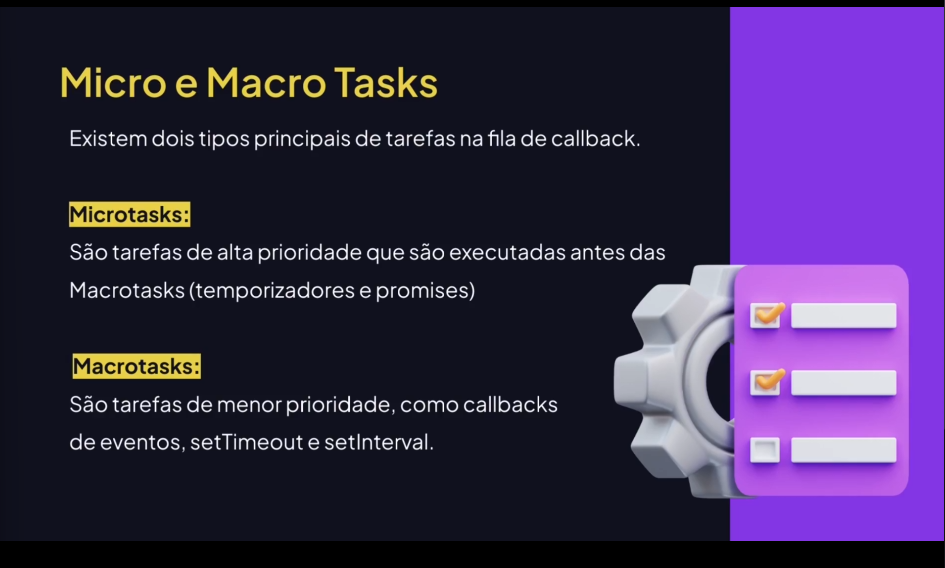 Micro e Macro Tasks
Existem dois tipos principais de tarefas na fila de callback.
Microtasks:
São tarefas de alta prioridade que são executadas antes das
Macrotasks (temporizadores e promises)
Macrotasks:
São tarefas de menor prioridade, como callbacks
de eventos, setTimeout e setInterval.